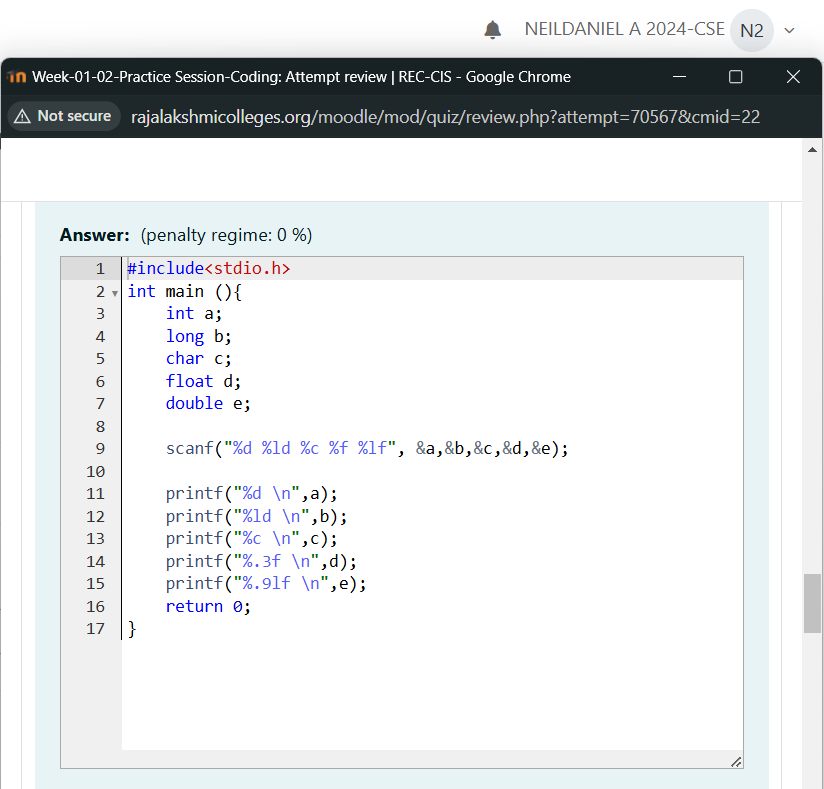 NEILDANIEL A 2024-CSE N2
Week-01-02-Practice Session-Coding: Attempt review | REC-CIS - Google Chrome
Not secure rajalakshmicolleges.org/moodle/mod/quiz/review.php?attempt=70567&cmid=22
Answer: (penalty regime: 0 %)
1 #include<stdio.h>
2 int main (){
3     int a;
4     long b;
5     char c;
6     float d;
7     double e;
8
9     scanf("%d %ld %c %f %lf", &a,&b,&c,&d,&e);
10
11     printf("%d \n",a);
12     printf("%ld \n",b);
13     printf("%c \n",c);
14     printf("%.3f \n",d);
15     printf("%.9lf \n",e);
16     return 0;
17 }